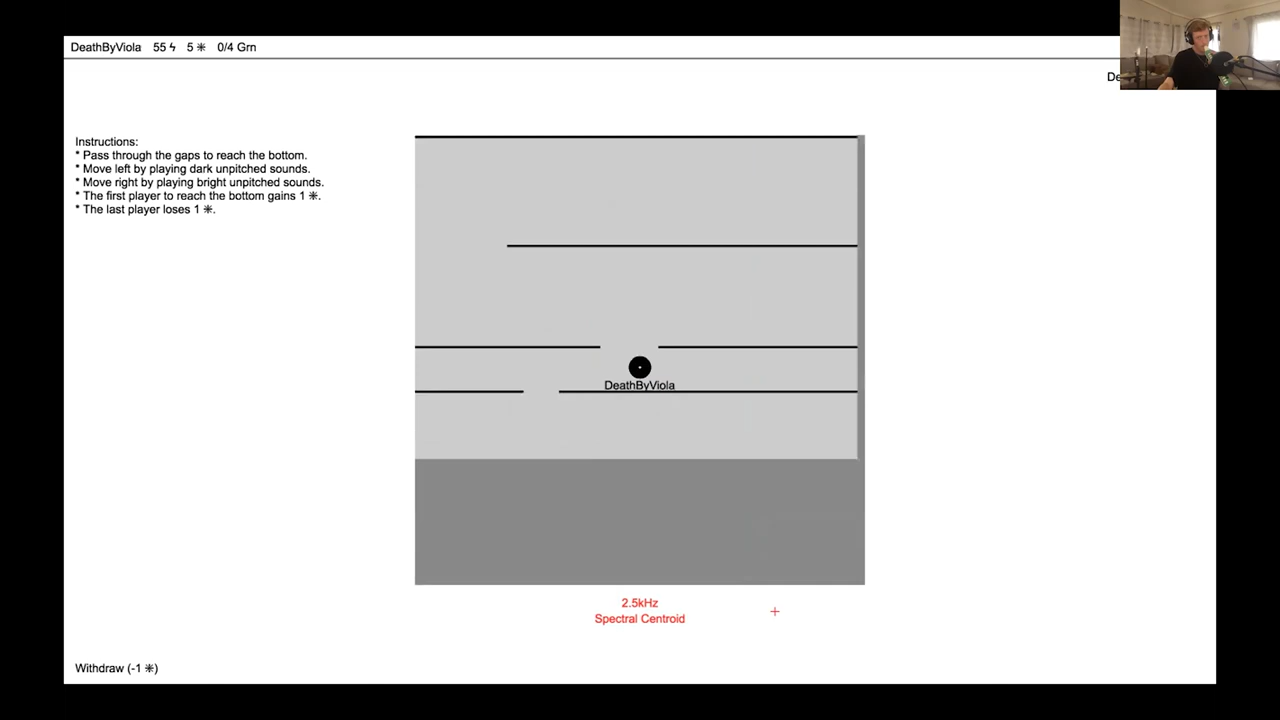 DeathByViola 55 ϟ 5 ⁜ 0/4 Grn
De
Instructions:
* Pass through the gaps to reach the bottom.
* Move left by playing dark unpitched sounds.
* Move right by playing bright unpitched sounds.
* The first player to reach the bottom gains 1 ⁜.
* The last player loses 1 ⁜.
DeathByViola
2.5kHz
Spectral Centroid
Withdraw (-1 ⁜)